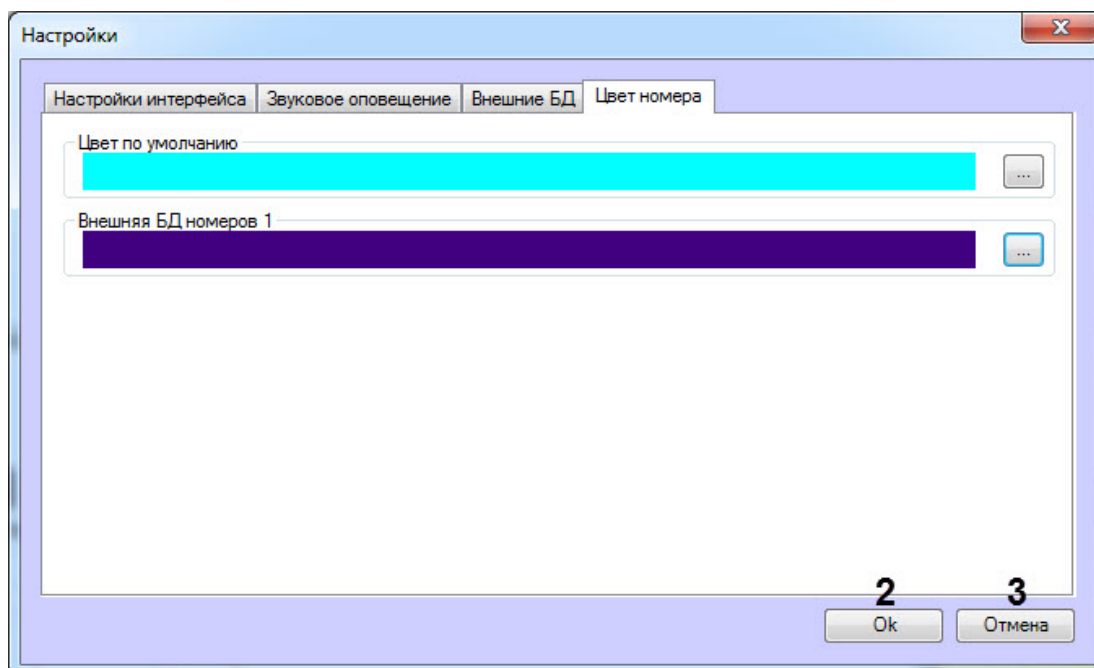 Настройки
Настройки интерфейса Звуковое оповещение Внешние БД Цвет номера
Цвет по умолчанию
...
Внешняя БД номеров 1
...
2 3
Ok Отмена